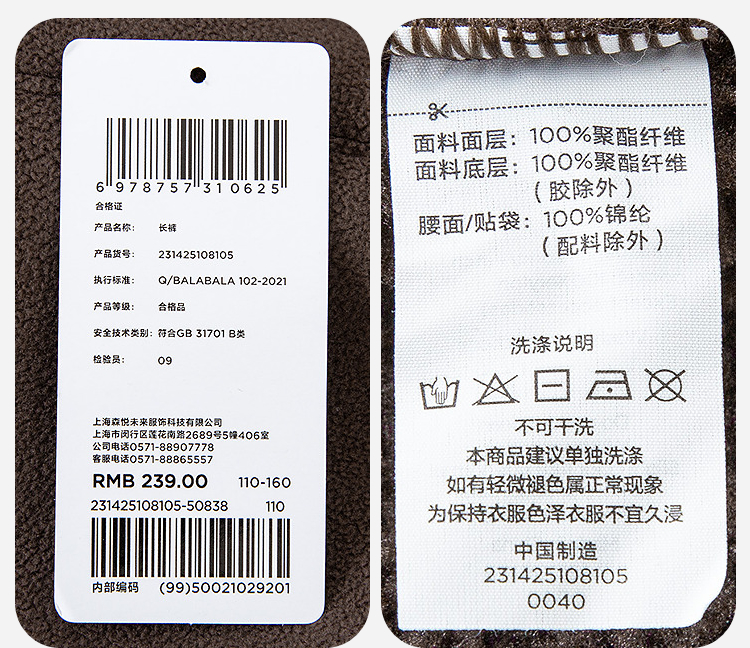 6 978757 310625
合格证
产品名称： 长裤
产品货号： 231425108105
执行标准： Q/BALABALA 102-2021
产品等级： 合格品
安全技术类别： 符合GB 31701 B类
检验员： 09
上海森悦未来服饰科技有限公司
上海市闵行区莲花南路2689号5幢406室
公司电话0571-88907778
客服电话0571-88865557
RMB 239.00 110-160
231425108105-50838 110
内部编码 (99)50021029201
面料面层：100%聚酯纤维
面料底层：100%聚酯纤维
(胶除外)
腰面/贴袋：100%锦纶
(配料除外)
洗涤说明
不可干洗
本商品建议单独洗涤
如有轻微褪色属正常现象
为保持衣服色泽衣服不宜久浸
中国制造
231425108105
0040